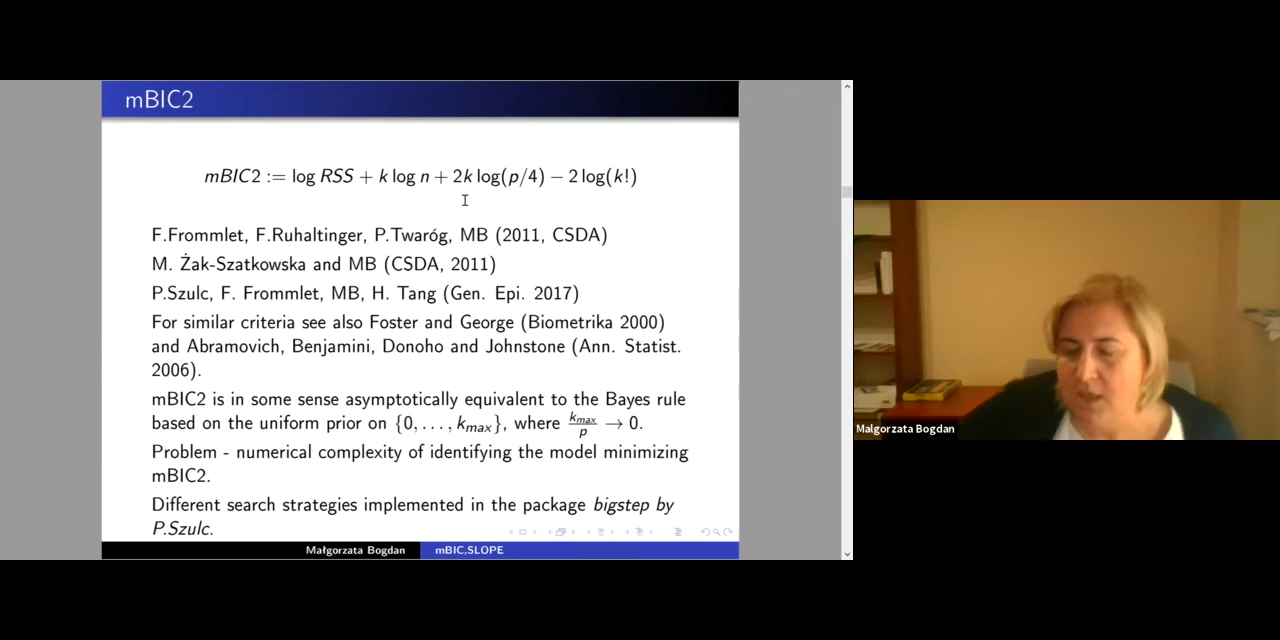 mBIC2
mBIC2 := log RSS + k log n + 2k log(p/4) − 2 log(k!)
F.Frommlet, F.Ruhaltinger, P.Twaróg, MB (2011, CSDA)
M. Żak-Szatkowska and MB (CSDA, 2011)
P.Szulc, F. Frommlet, MB, H. Tang (Gen. Epi. 2017)
For similar criteria see also Foster and George (Biometrika 2000)
and Abramovich, Benjamini, Donoho and Johnstone (Ann. Statist.
2006).
mBIC2 is in some sense asymptotically equivalent to the Bayes rule
based on the uniform prior on {0, . . . , k_max}, where k_max/p → 0.
Problem - numerical complexity of identifying the model minimizing
mBIC2.
Different search strategies implemented in the package bigstep by
P.Szulc.
Małgorzata Bogdan
mBIC,SLOPE
Malgorzata Bogdan